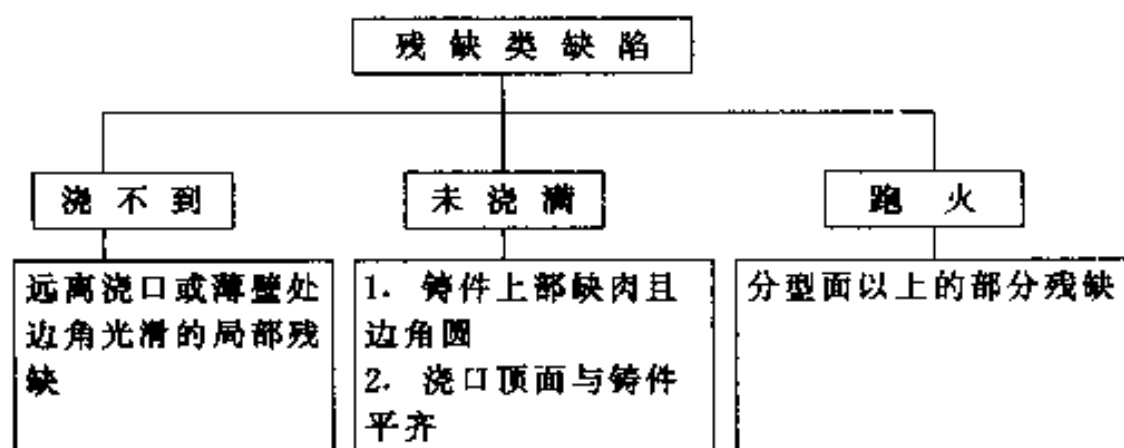 残缺类缺陷
浇不到
未浇满
跑火
远离浇口或薄壁处
边角光滑的局部残
缺
1. 铸件上部缺肉且
边角圆
2. 浇口顶面与铸件
平齐
分型面以上的部分残缺